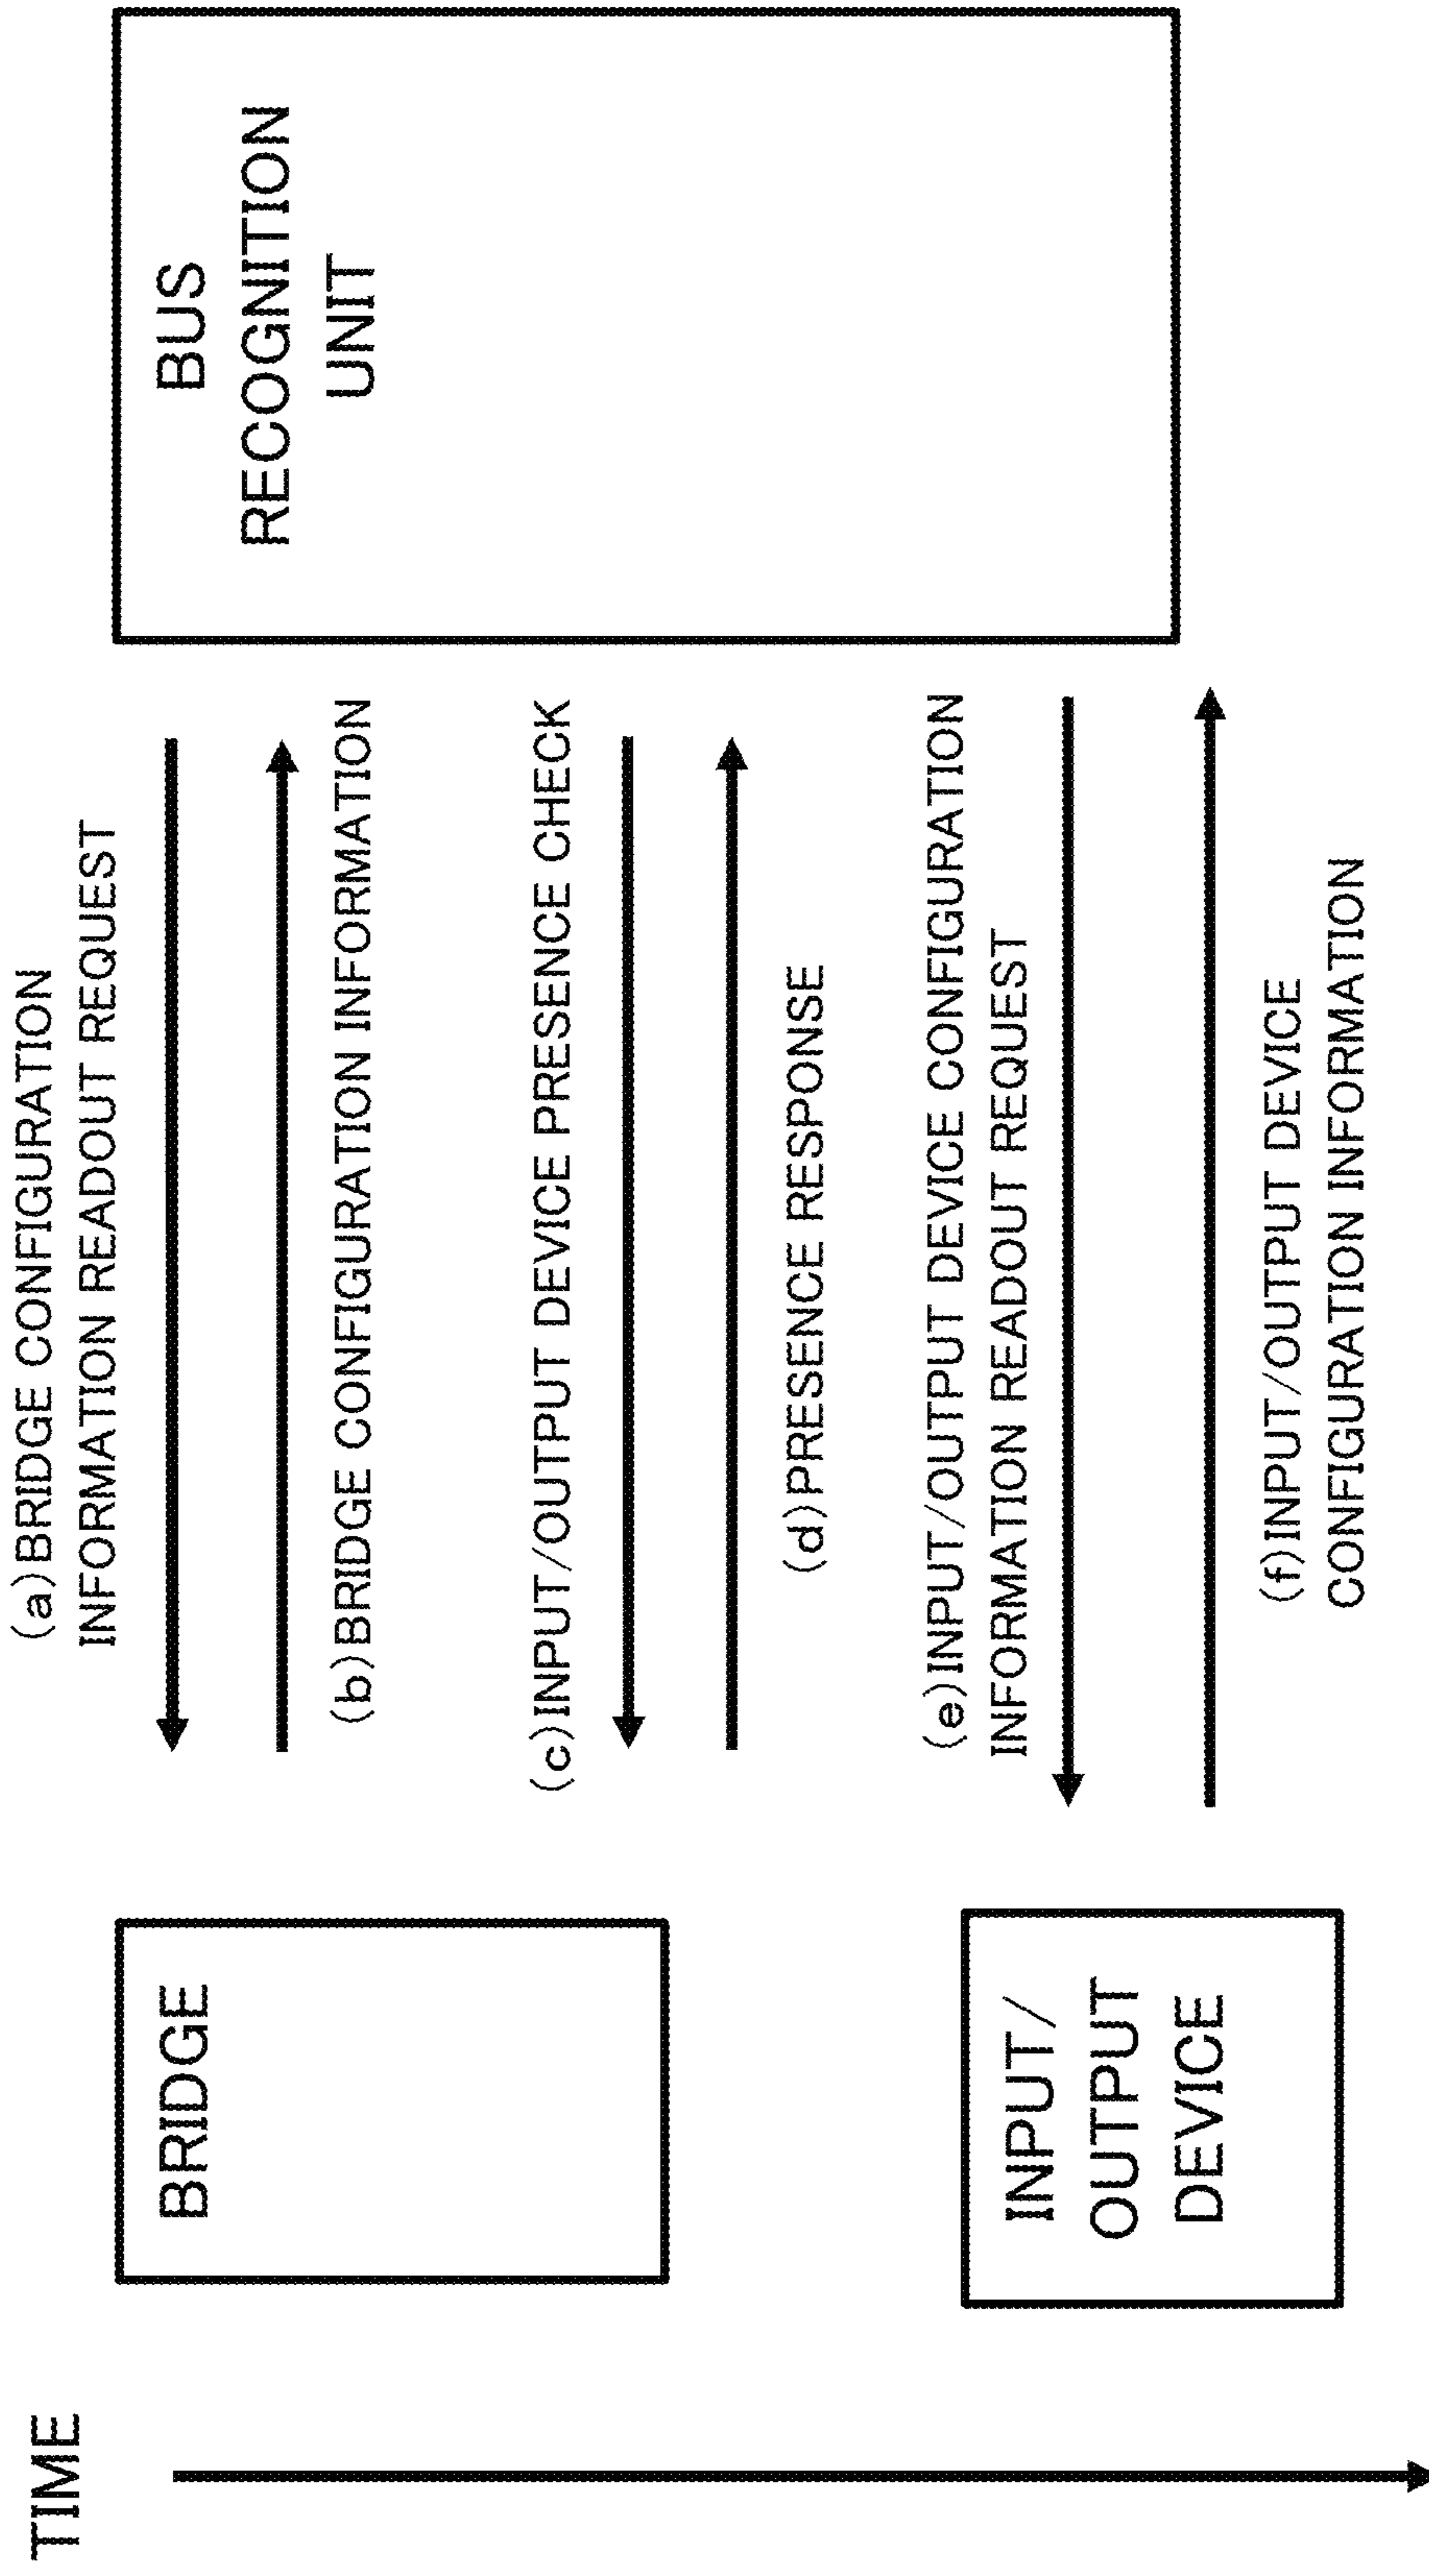 TIME
BRIDGE
BUS
RECOGNITION
UNIT
(a)BRIDGE CONFIGURATION
INFORMATION READOUT REQUEST
(b)BRIDGE CONFIGURATION INFORMATION
(c)INPUT/OUTPUT DEVICE PRESENCE CHECK
(d)PRESENCE RESPONSE
(e)INPUT/OUTPUT DEVICE CONFIGURATION
INFORMATION READOUT REQUEST
INPUT/
OUTPUT
DEVICE
(f)INPUT/OUTPUT DEVICE
CONFIGURATION INFORMATION